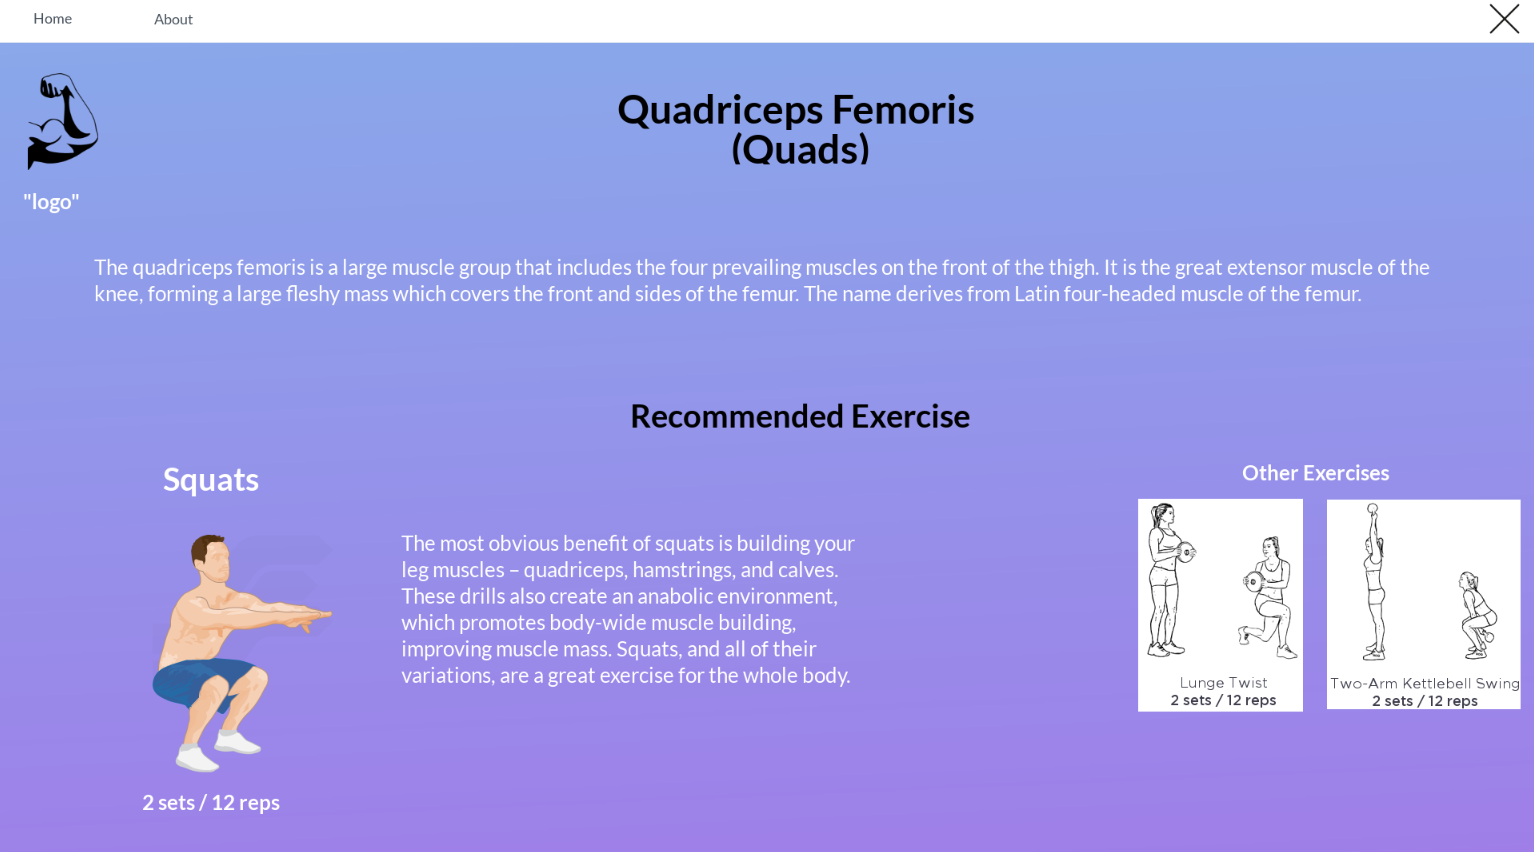 Home
About
Quadriceps Femoris
(Quads)
"logo"
The quadriceps femoris is a large muscle group that includes the four prevailing muscles on the front of the thigh. It is the great extensor muscle of the
knee, forming a large fleshy mass which covers the front and sides of the femur. The name derives from Latin four-headed muscle of the femur.
Recommended Exercise
Squats
The most obvious benefit of squats is building your
leg muscles – quadriceps, hamstrings, and calves.
These drills also create an anabolic environment,
which promotes body-wide muscle building,
improving muscle mass. Squats, and all of their
variations, are a great exercise for the whole body.
2 sets / 12 reps
Other Exercises
Lunge Twist
2 sets / 12 reps
Two-Arm Kettlebell Swing
2 sets / 12 reps